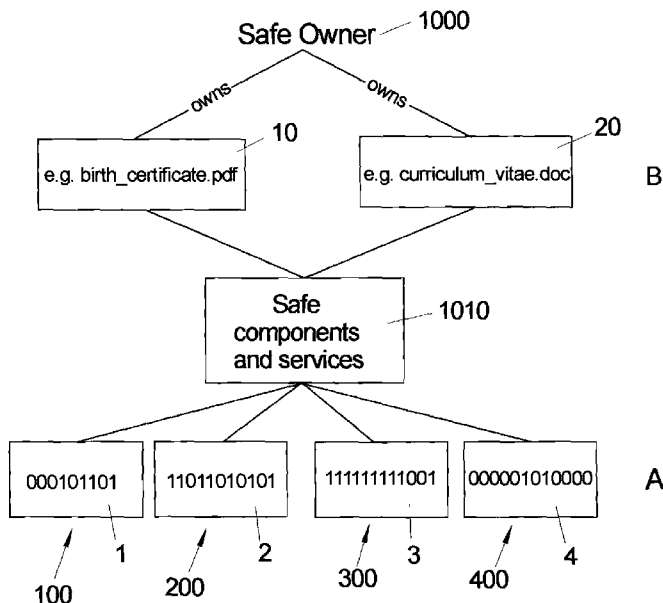 Safe Owner 1000
owns owns
10 20
e.g. birth_certificate.pdf e.g. curriculum_vitae.doc B
Safe
components
and services
1010
000101101 11011010101 111111111001 000001010000 A
1 2 3 4
100 200 300 400